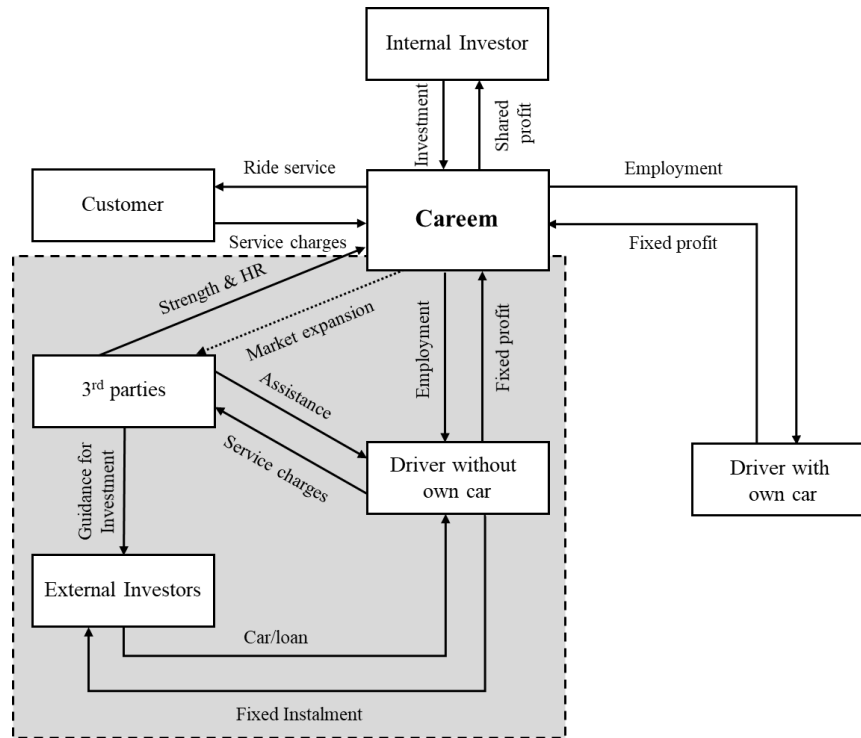 Internal Investor
Investment
Shared
profit
Ride service
Employment
Customer
Careem
Service charges
Fixed profit
Strength & HR
Market expansion
Employment
Fixed profit
3rd parties
Assistance
Service charges
Driver without
own car
Driver with
own car
Guidance for
Investment
External Investors
Car/loan
Fixed Instalment